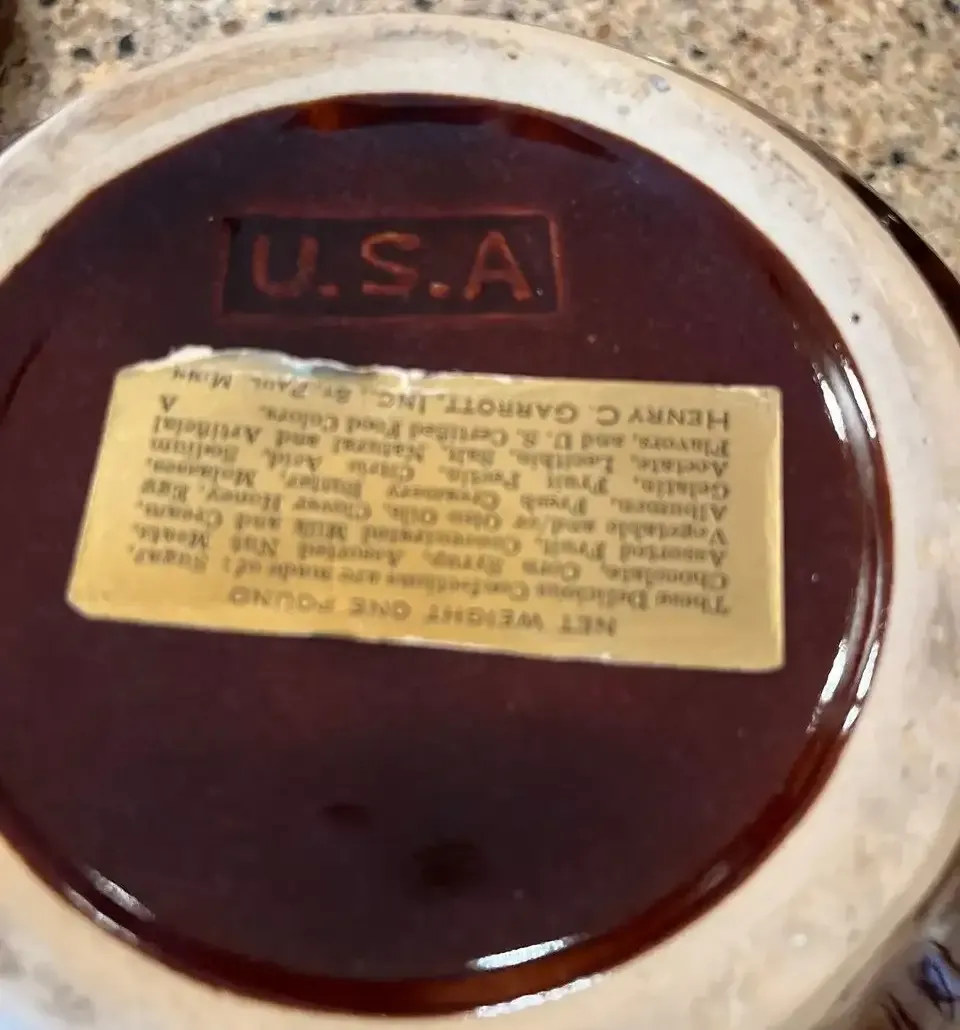 U.S.A
NET WEIGHT ONE POUND
These Delicious Confections are made of: Sugar,
Chocolate, Corn Syrup, Assorted Nut Meats,
Assorted Fruit, Concentrated Milk and Cream,
Vegetable and/or Oleo Oils, Clover Honey, Egg
Albumen, Fresh Creamery Butter, Molasses,
Gelatin, Fruit Pectin, Citric Acid, Sodium
Acetate, Lecithin, Salt, Natural and Artificial
Flavors, and U. S. Certified Food Colors. A
HENRY C. GARROTT, INC., ST. PAUL, MINN